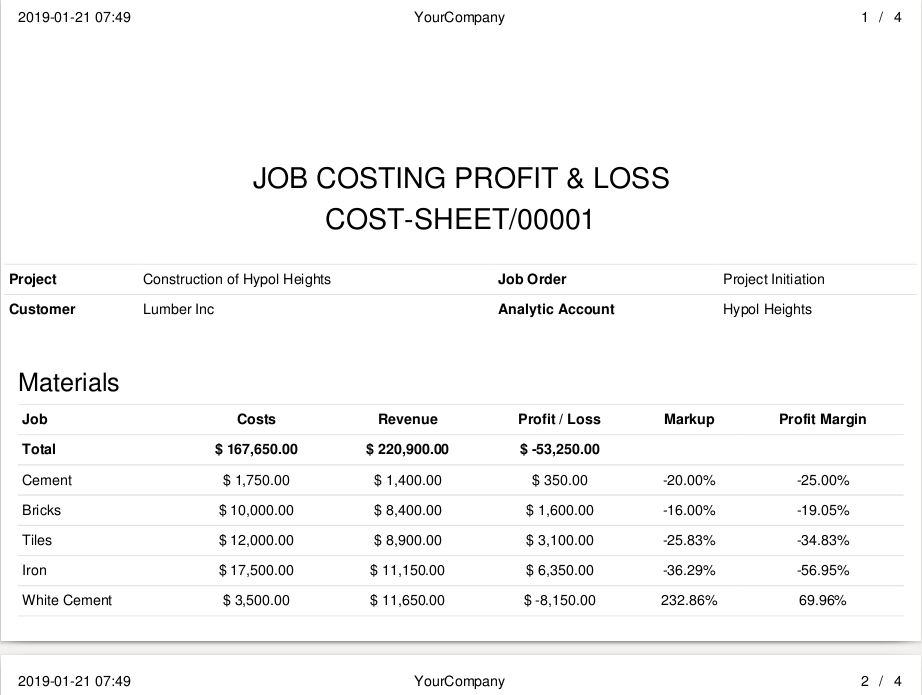 2019-01-21 07:49 YourCompany 1 / 4
JOB COSTING PROFIT & LOSS
COST-SHEET/00001
Project Construction of Hypol Heights Job Order Project Initiation
Customer Lumber Inc Analytic Account Hypol Heights
Materials
Job Costs Revenue Profit / Loss Markup Profit Margin
Total $ 167,650.00 $ 220,900.00 $ -53,250.00
Cement $ 1,750.00 $ 1,400.00 $ 350.00 -20.00% -25.00%
Bricks $ 10,000.00 $ 8,400.00 $ 1,600.00 -16.00% -19.05%
Tiles $ 12,000.00 $ 8,900.00 $ 3,100.00 -25.83% -34.83%
Iron $ 17,500.00 $ 11,150.00 $ 6,350.00 -36.29% -56.95%
White Cement $ 3,500.00 $ 11,650.00 $ -8,150.00 232.86% 69.96%
2019-01-21 07:49 YourCompany 2 / 4